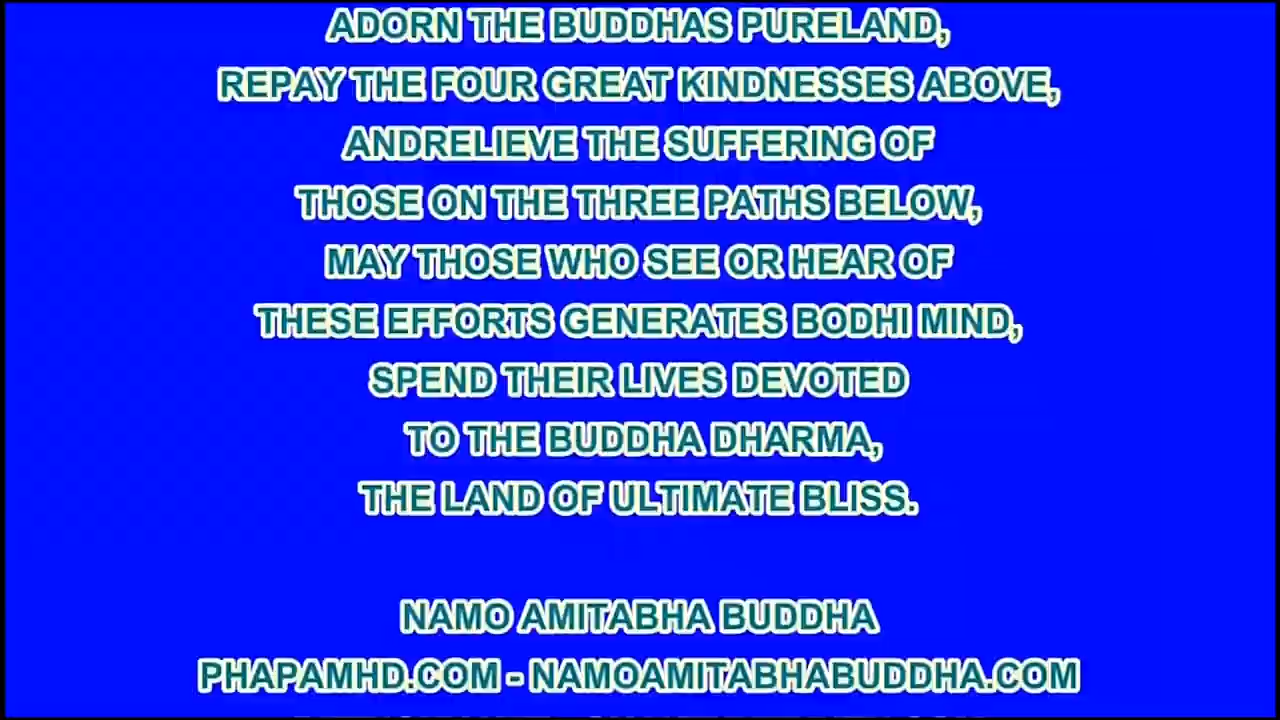 ADORN THE BUDDHAS PURELAND,
REPAY THE FOUR GREAT KINDNESSES ABOVE,
ANDRELIEVE THE SUFFERING OF
THOSE ON THE THREE PATHS BELOW,
MAY THOSE WHO SEE OR HEAR OF
THESE EFFORTS GENERATES BODHI MIND,
SPEND THEIR LIVES DEVOTED
TO THE BUDDHA DHARMA,
THE LAND OF ULTIMATE BLISS.
NAMO AMITABHA BUDDHA
PHAPAMHD.COM - NAMOAMITABHABUDDHA.COM